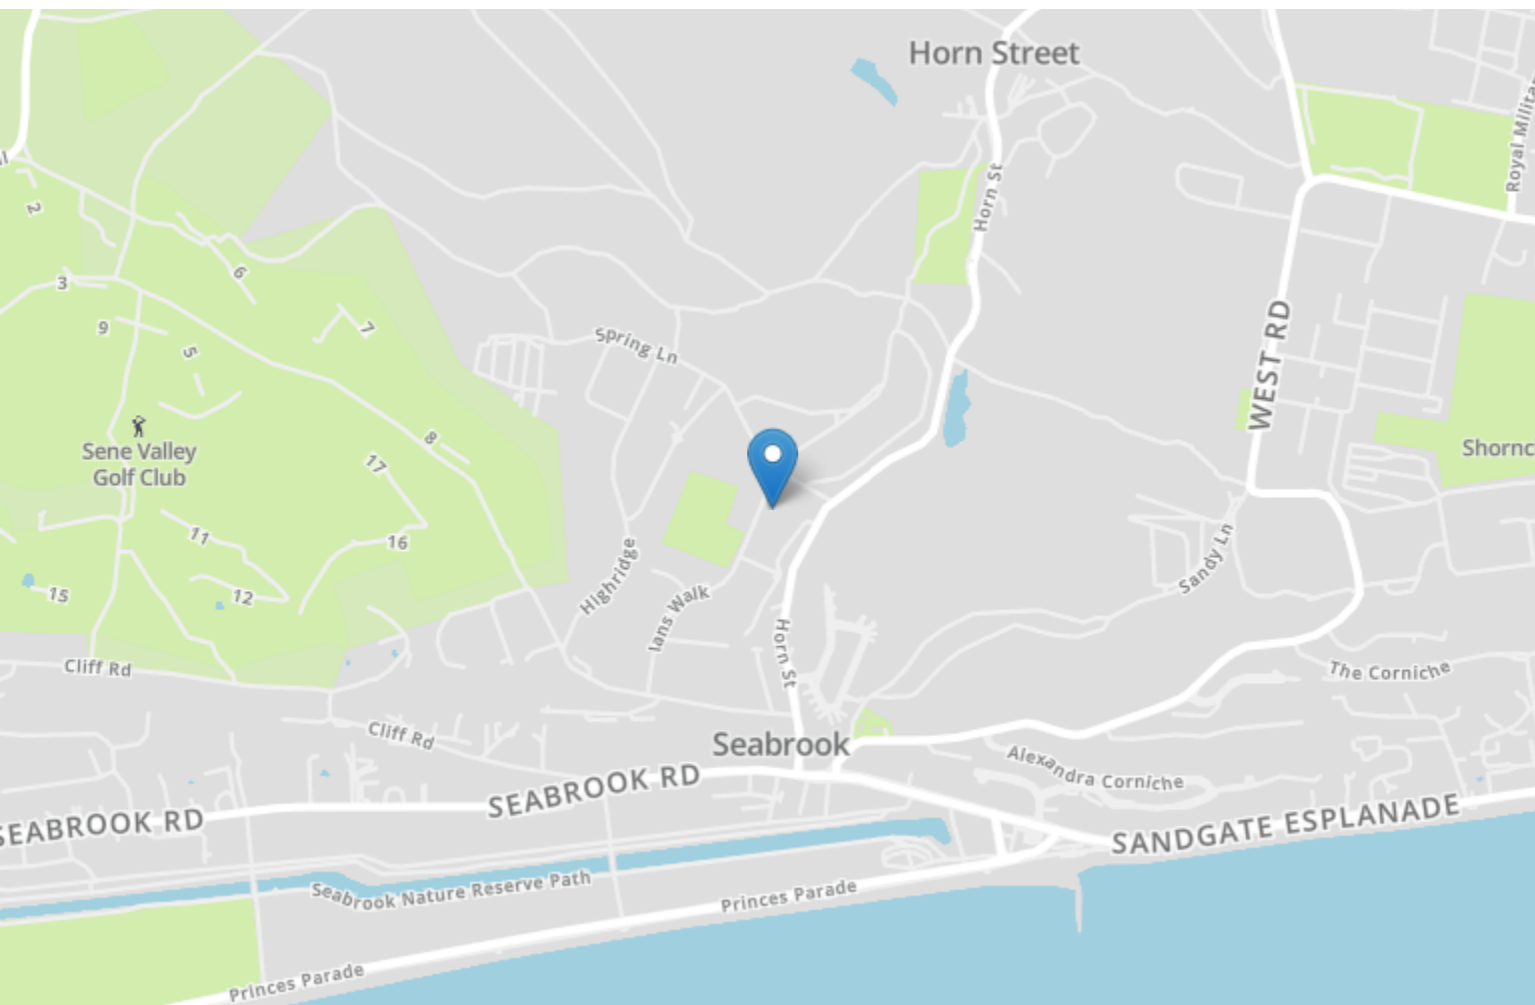 Horn Street
Royal Milita
Horn St
2
6
3
9
7
5
Spring Ln
WEST RD
8
Sene Valley
Golf Club
17
Shornc
11
16
12
15
Highridge
Ians Walk
Sandy Ln
Horn St
Cliff Rd
The Corniche
Cliff Rd
Seabrook
Alexandra Corniche
SEABROOK RD
SEABROOK RD
SANDGATE ESPLANADE
Seabrook Nature Reserve Path
Princes Parade
Princes Parade